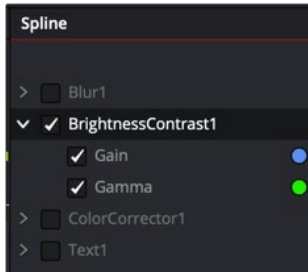 Spline
Blur1
BrightnessContrast1
Gain
Gamma
ColorCorrector1
Text1